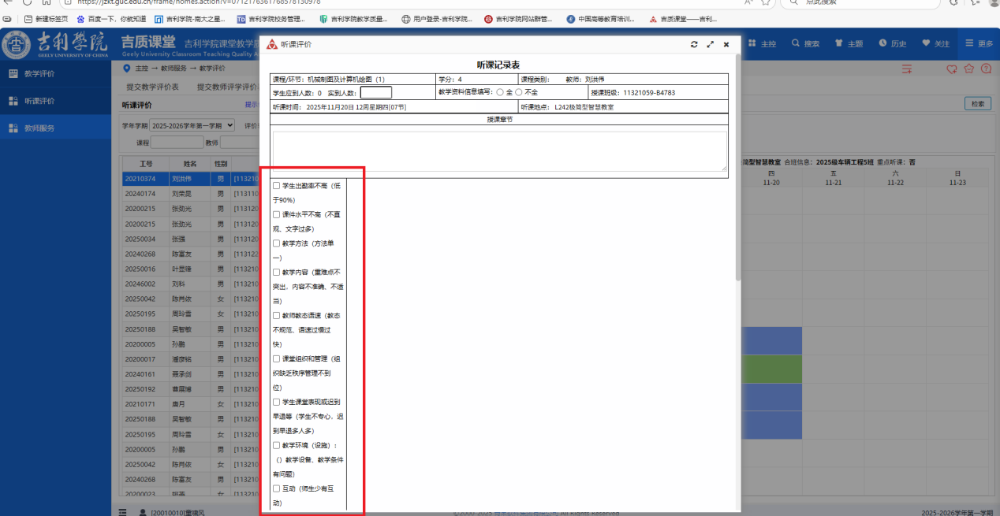 https://jzkt.guc.edu.cn/frame/homes.action?v=0712176361768578130978
点此搜索
新建标签页 百度一下，你就知道 吉利学院-南大之星... 吉利学院校务管理... 吉利学院教学质量... 用户登录-吉利学院... 吉利学院网站群管... 中国高等教育培训... 吉质课堂——吉利...
吉利學院 GEELY UNIVERSITY OF CHINA
吉质课堂 吉利学院课堂教学质
Geely University Classroom Teaching Quality A
主控 搜索 主题 历史 关注 更多
教学评价
听课评价
教师服务
主控 → 教师服务 → 教学评价
提交教学评价表 提交教师评学评价
听课评价 提示
检索
学年学期 2025-2026学年第一学期 评价
课程 教师
工号 姓名 性别
20210374 刘洪伟 男 [113210
20240174 刘荣昆 男 [113110
20200215 张劲光 男 [113120
20200215 张劲光 男 [113120
20250034 张强 男 [113120
20240268 陈富友 男 [113122
20250016 叶显峰 男 [113210
20246002 刘科 男 [113210
20250042 陈尚依 女 [113210
20250195 周玲雪 女 [113210
20250188 吴智敏 男 [113210
20200005 孙鹏 男 [113210
20200017 潘彦铭 男 [113210
20240161 聂承剑 男 [113210
20250192 曹展博 男 [113210
20210171 唐月 女 [113210
20250188 吴智敏 男 [113210
20250195 周玲雪 女 [113210
20200005 孙鹏 男 [113210
20250042 陈尚依 女 [113210
20240268 陈富友 男 [113210
20200023 女 [113210
听课评价
听课记录表
课程/环节：机械制图及计算机绘图（1） 学分：4 课程类别： 教师：刘洪伟
学生应到人数：0 实到人数： 教学资料信息填写： 全 不全 授课班级：11321059-B4783
听课时间： 2025年11月20日 12周星期四[07节] 听课地点： L242极简型智慧教室
授课章节
学生出勤率不高（低
于90%）
课件水平不高（不直
观、文字过多）
教学方法（方法单
一）
教学内容（重难点不
突出，内容不准确、不适
当）
教师教态语速（教态
不规范、语速过慢过
快）
课堂组织和管理（组
织缺乏秩序管理不到
位）
学生课堂表现或迟到
早退等（学生不专心，迟
到早退多人多）
教学环境（设施）：
（）教学设备、教学条件
有问题）
互动（师生少有互
动）
简型智慧教室 合班信息：2025级车辆工程5班 重点听课：否
四 五 六 日
11-20 11-21 11-22 11-23
[20010010]童啸风
©2000-2025 All Rights Reserved
2025-2026学年第一学期